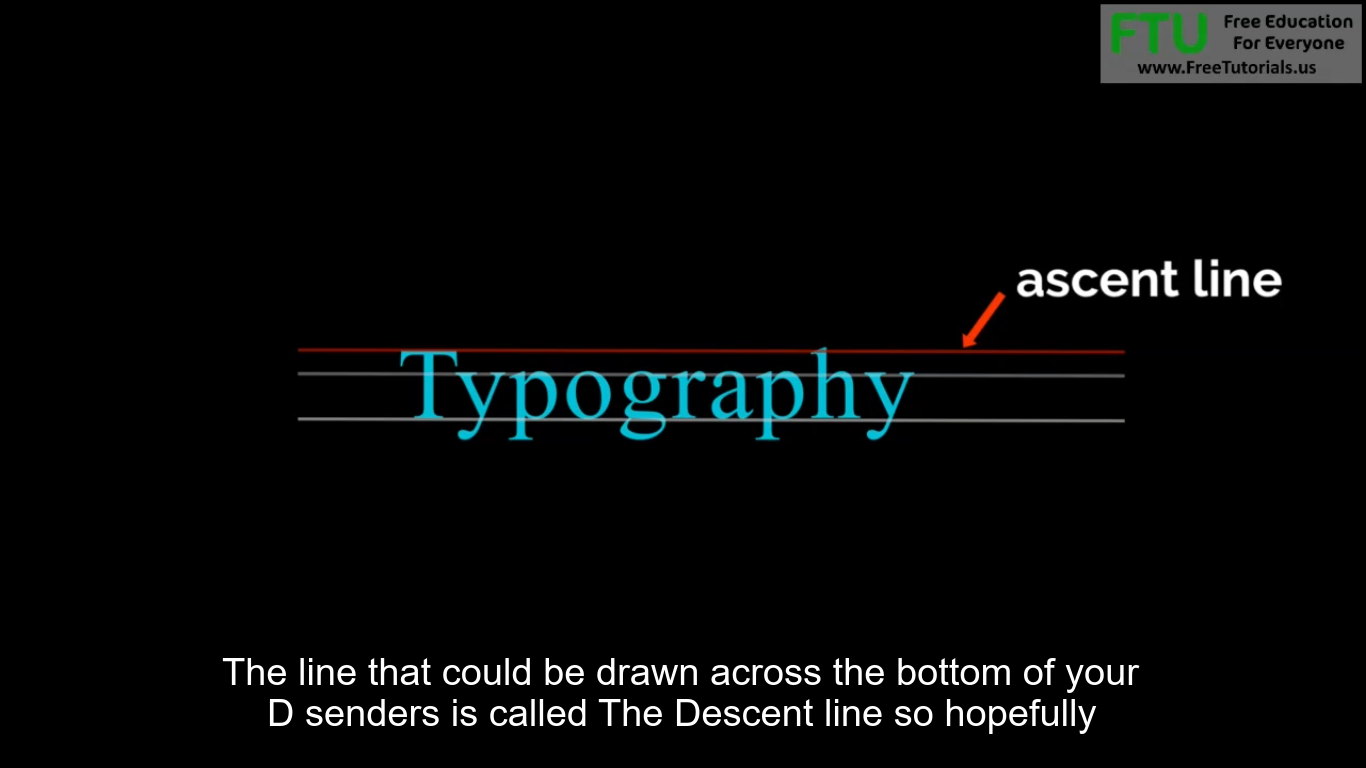 FTU Free Education
For Everyone
www.FreeTutorials.us
ascent line
Typography
The line that could be drawn across the bottom of your
D senders is called The Descent line so hopefully